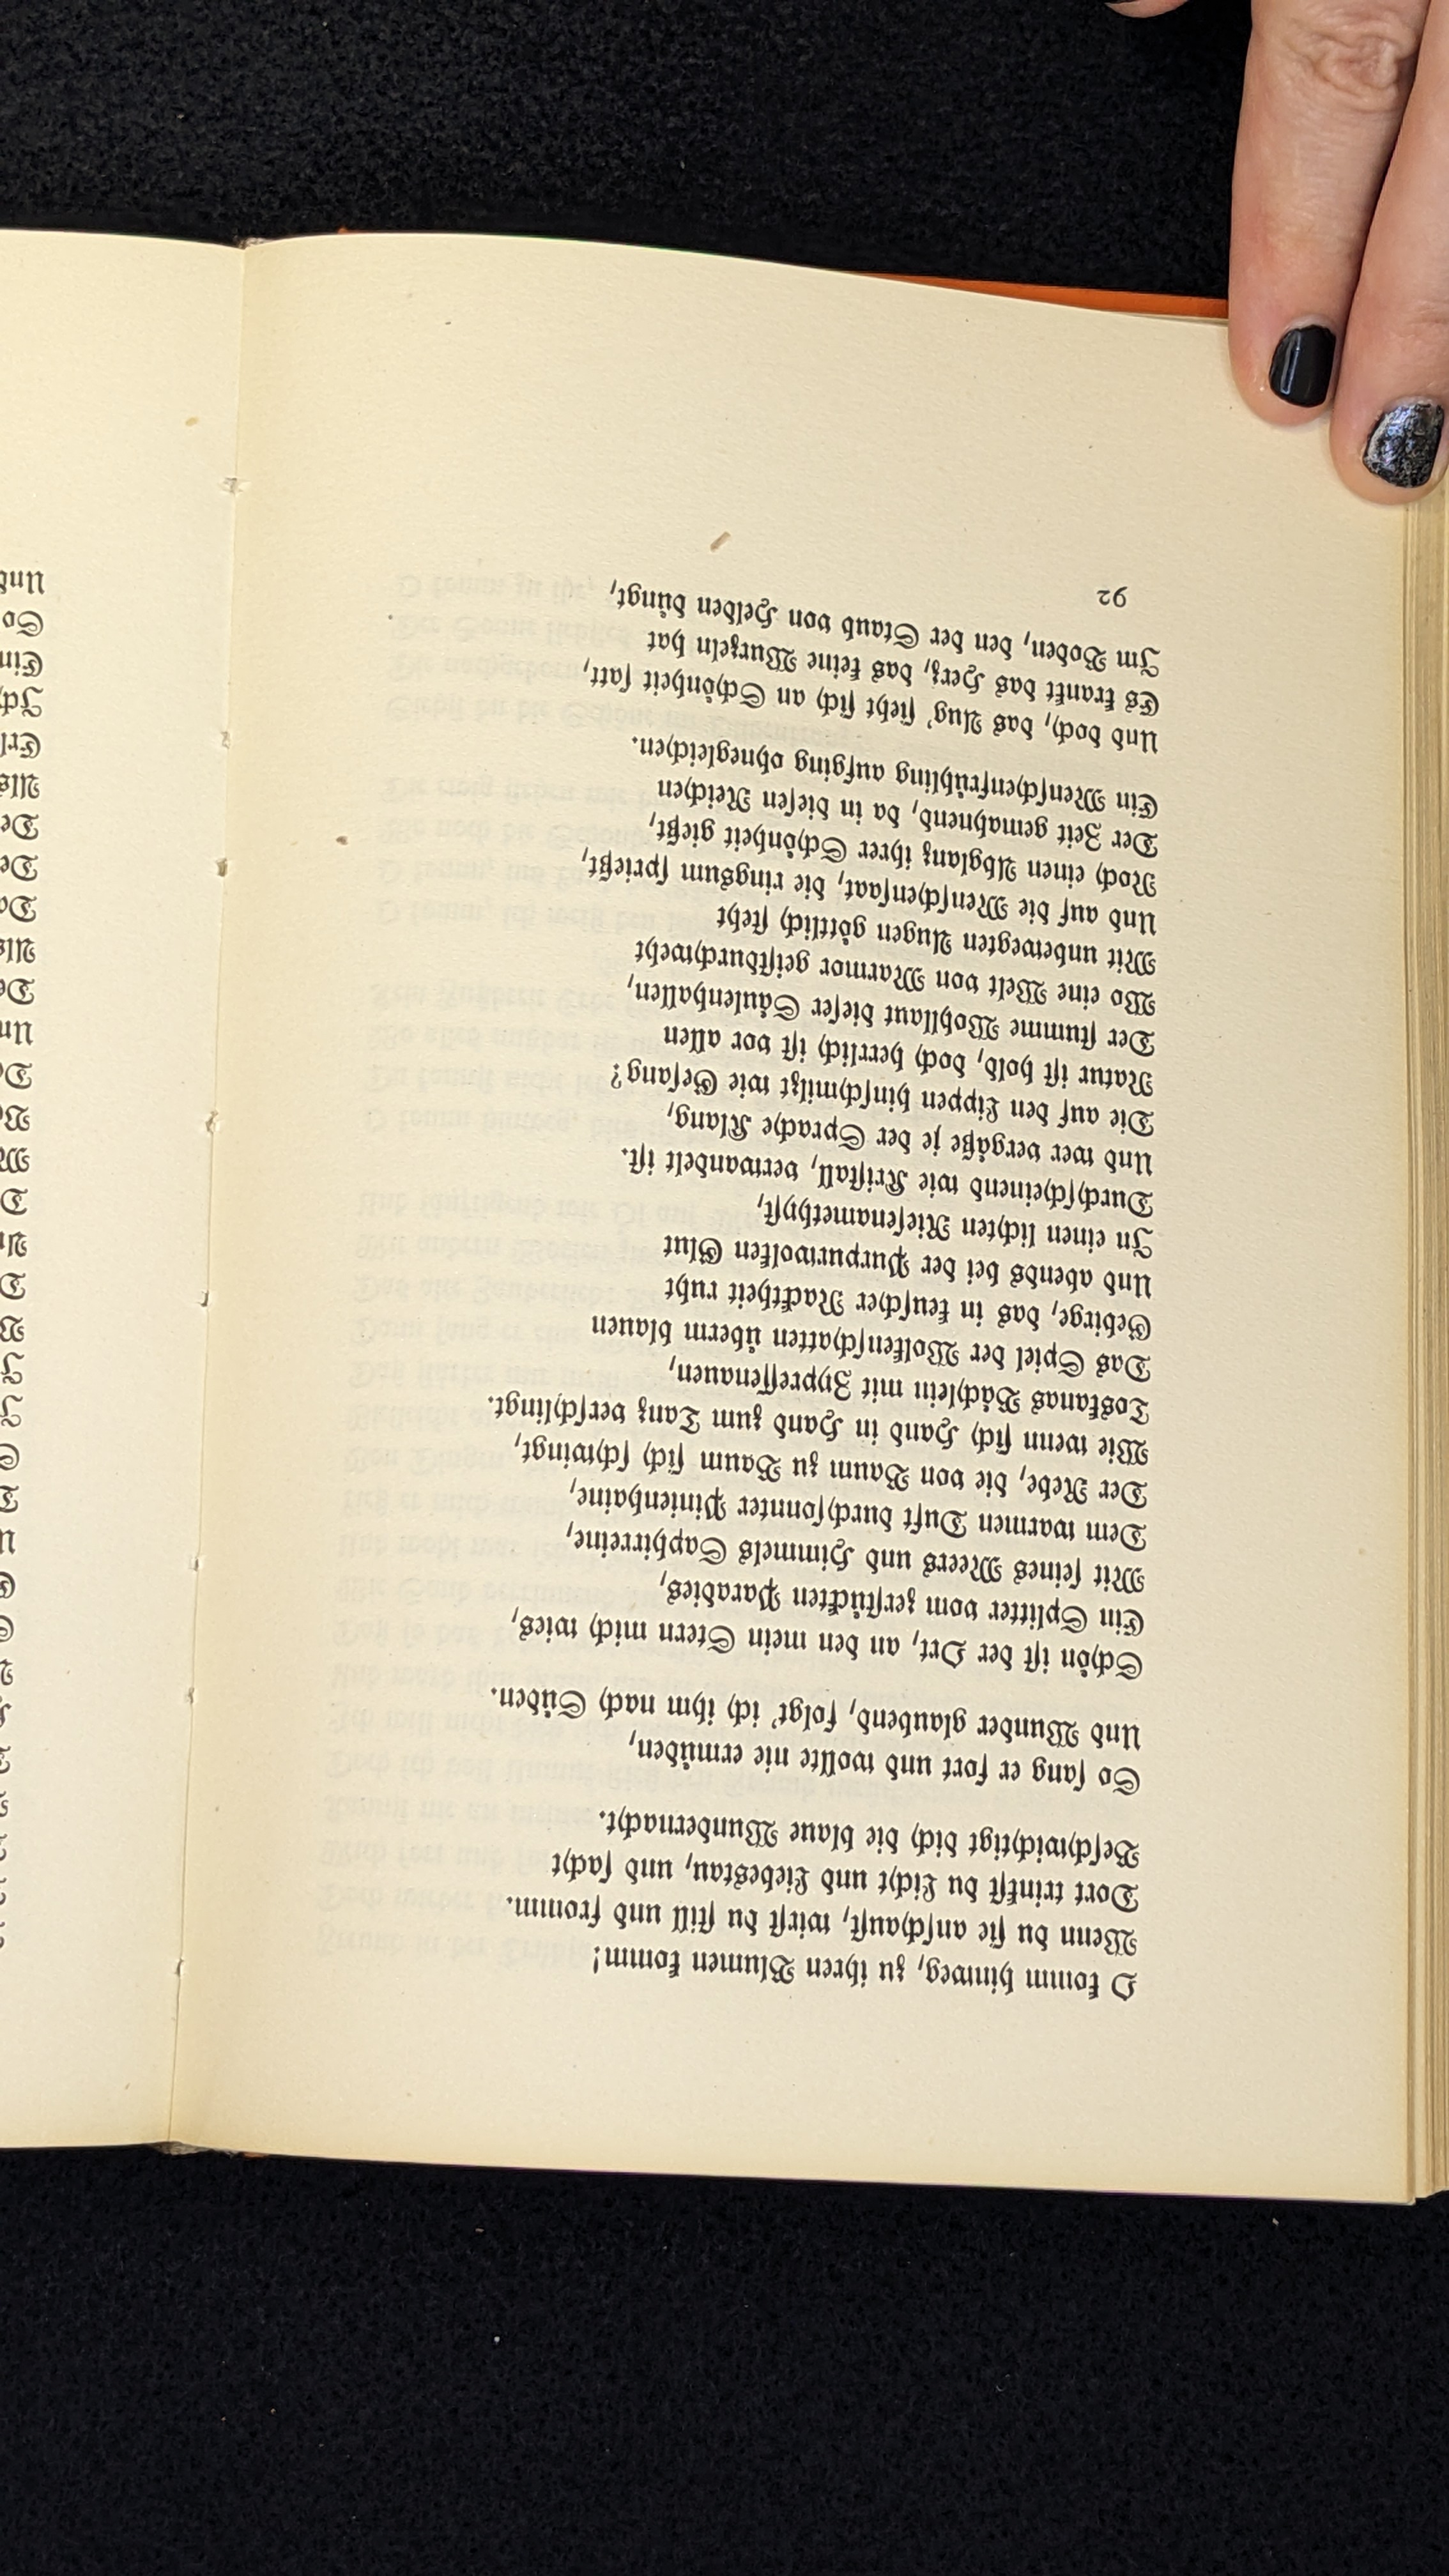 O komm hinweg, zu ihren Blumen komm!
Wenn du sie anschaust, wirst du still und fromm.
Dort trinkst du Licht und Liebestau, und sacht
Beschwichtigt dich die blaue Wundernacht.
So sang er fort und wollte nie ermüden,
Und Wunder glaubend, folgt' ich ihm nach Süden.
Schön ist der Ort, an den mein Stern mich wies,
Ein Splitter vom zerstückten Paradies,
Mit seines Meers und Himmels Saphirreine,
Dem warmen Duft durchsonnter Pinienhaine,
Der Rebe, die von Baum zu Baum sich schwingt,
Wie wenn sich Hand in Hand zum Tanz verschlingt.
Toskanas Bächlein mit Zypressenauen,
Das Spiel der Wolkenschatten überm blauen
Gebirge, das in keuscher Nacktheit ruht
Und abends bei der Purpurwolken Glut
In einen lichten Riesenamethyst,
Durchscheinend wie Kristall, verwandelt ist.
Und wer vergäße je der Sprache Klang,
Die auf den Lippen hinschmilzt wie Gesang?
Natur ist hold, doch herrlich ist vor allen
Der stumme Wohllaut dieser Säulenhallen,
Wo eine Welt von Marmor geistdurchweht
Mit unbewegten Augen göttlich steht
Und auf die Menschensaat, die ringsum sprießt,
Noch einen Abglanz ihrer Schönheit gießt,
Der Zeit gemahnend, da in diesen Reichen
Ein Menschenfrühling aufging ohnegleichen.
Und doch, das Aug' sieht sich an Schönheit satt,
Es krankt das Herz, das keine Wurzeln hat
Im Boden, den der Staub von Helden düngt,
92